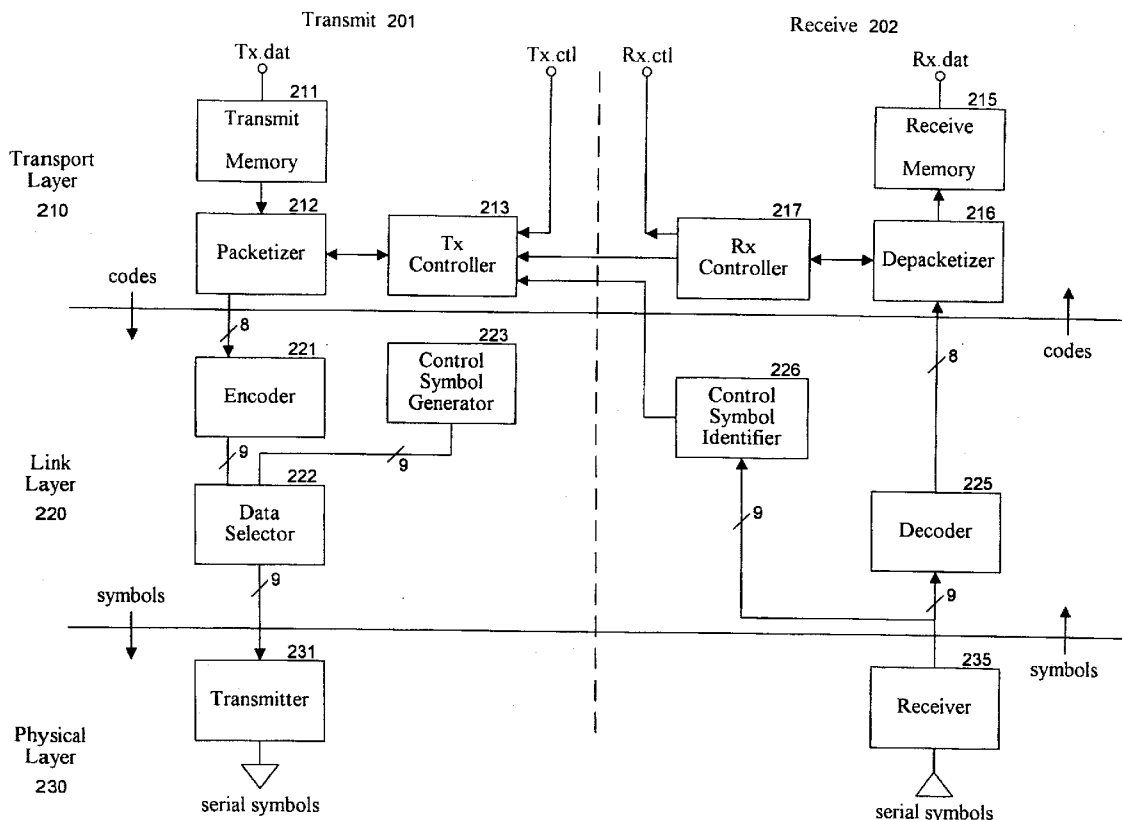 Transmit 201
Receive 202
Tx.dat
Tx.ctl
Rx.ctl
Rx.dat
211
Transmit
Memory
215
Receive
Memory
Transport
Layer
210
212
Packetizer
213
Tx
Controller
217
Rx
Controller
216
Depacketizer
codes
codes
8
221
Encoder
223
Control
Symbol
Generator
226
Control
Symbol
Identifier
8
9
9
Link
Layer
220
222
Data
Selector
9
225
Decoder
9
9
symbols
symbols
231
Transmitter
235
Receiver
Physical
Layer
230
serial symbols
serial symbols